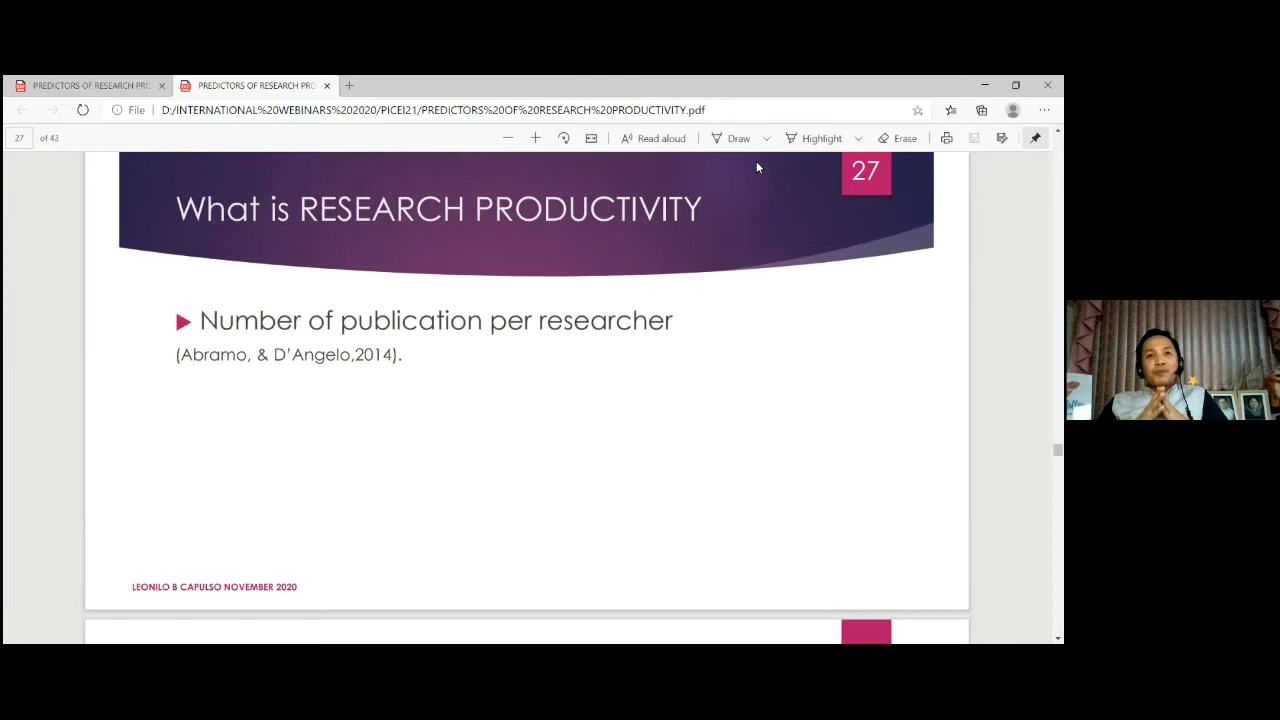 PREDICTORS OF RESEARCH PRO
PREDICTORS OF RESEARCH PRO
File
D:/INTERNATIONAL%20WEBINARS%202020/PICEI21/PREDICTORS%20OF%20RESEARCH%20PRODUCTIVITY.pdf
27 of 42
Read aloud
Draw
Highlight
Erase
27
What is RESEARCH PRODUCTIVITY
Number of publication per researcher
(Abramo, & D'Angelo,2014).
LEONILO B CAPULSO NOVEMBER 2020